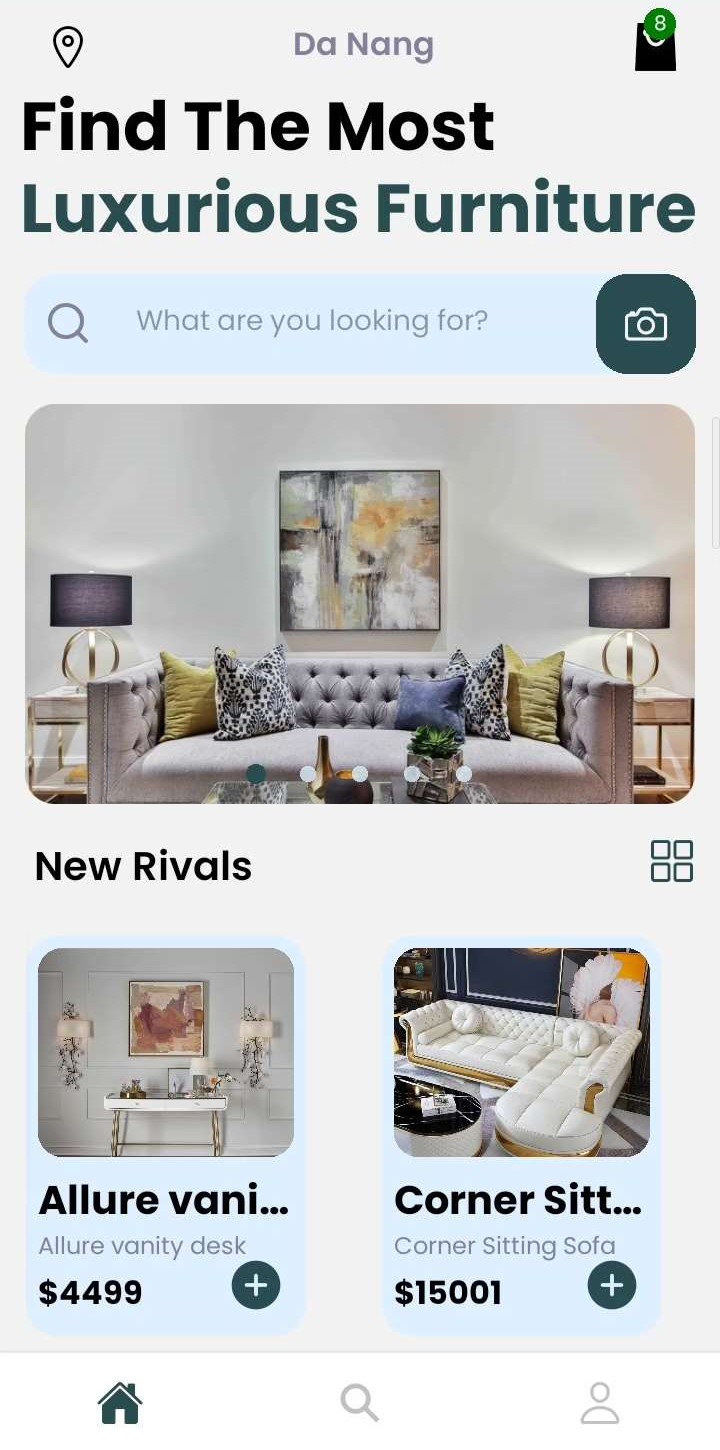 Da Nang
8
Find The Most
Luxurious Furniture
What are you looking for?
New Rivals
Allure vani...
Allure vanity desk
$4499
Corner Sitt...
Corner Sitting Sofa
$15001